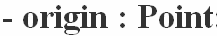 - origin : Point